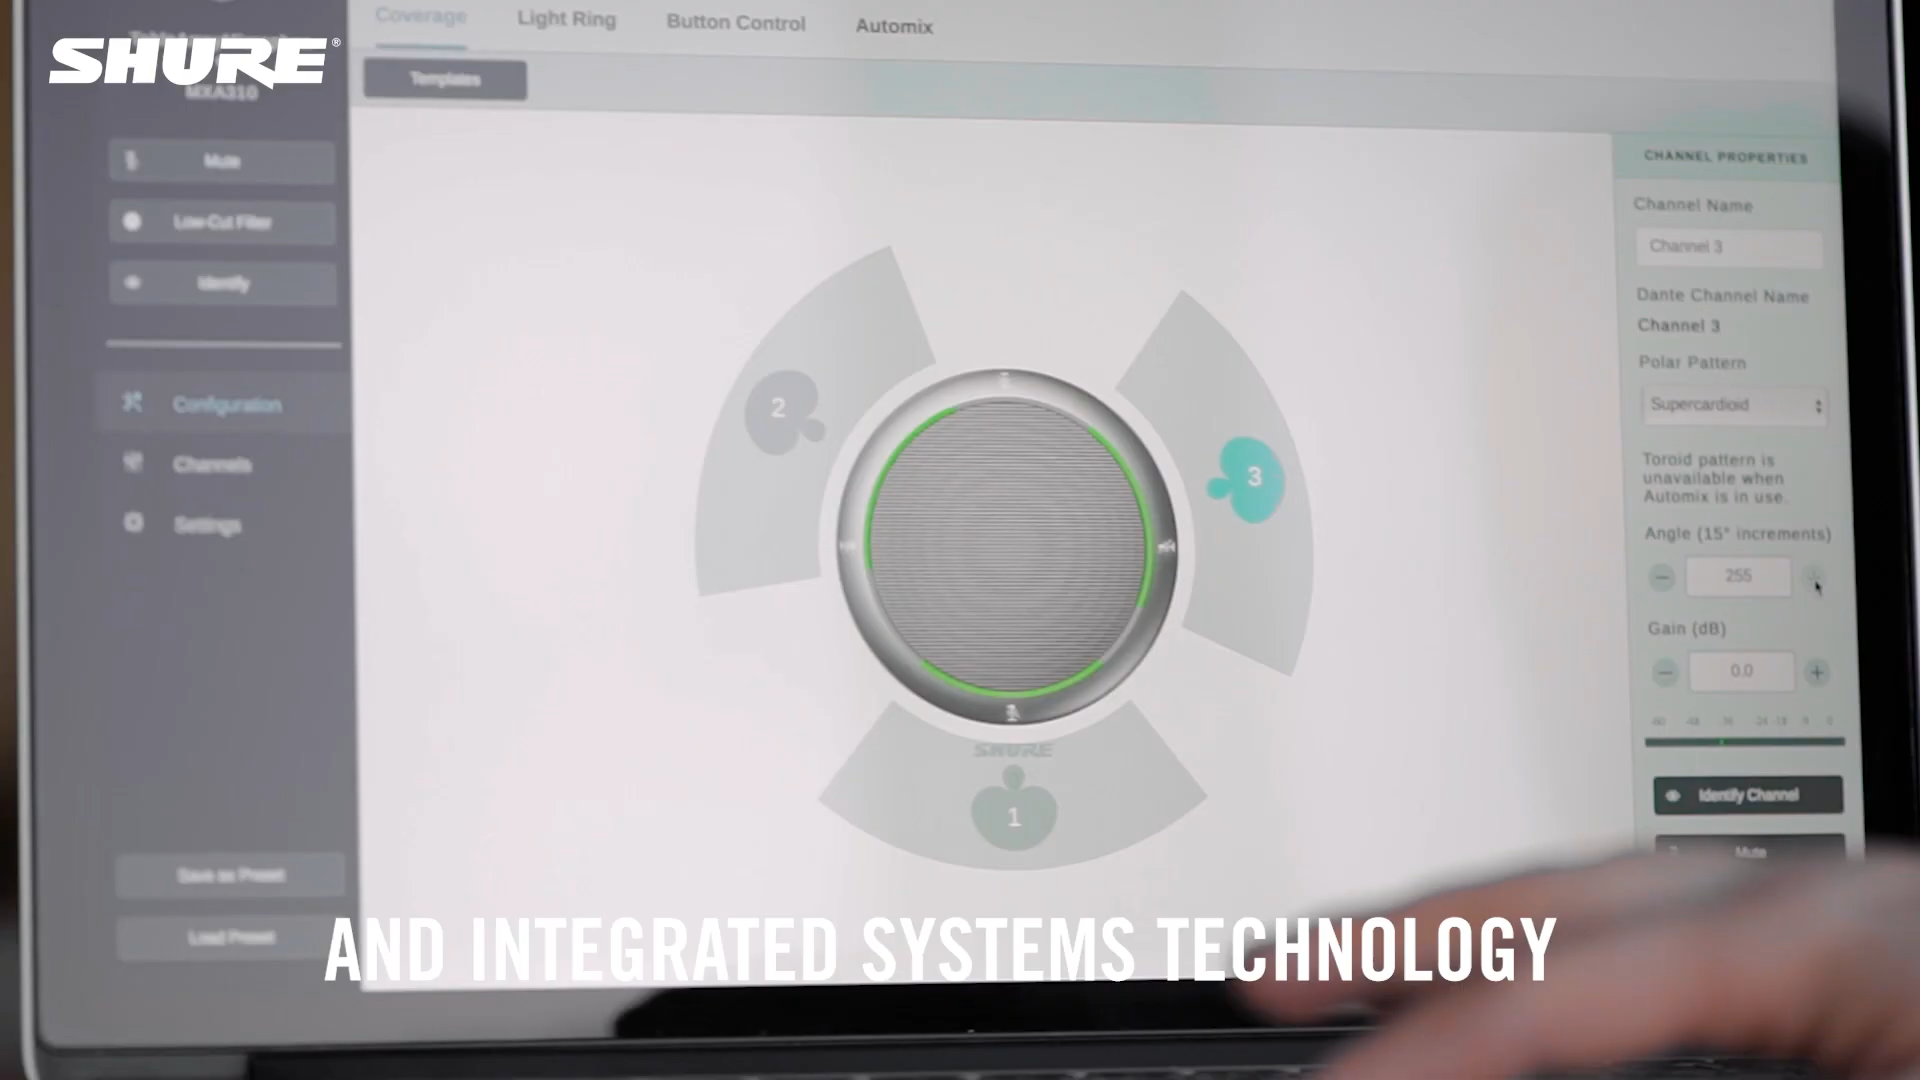 SHURE®
MXA310
Mute
Low-Cut Filter
Identify
Configuration
Channels
Settings
Save as Preset
Load Preset
Coverage
Light Ring
Button Control
Automix
Templates
2
3
SHURE
1
CHANNEL PROPERTIES
Channel Name
Channel 3
Dante Channel Name
Channel 3
Polar Pattern
Supercardioid
Toroid pattern is
unavailable when
Automix is in use.
Angle (15° increments)
255
Gain (dB)
0.0
Identify Channel
Mute
AND INTEGRATED SYSTEMS TECHNOLOGY